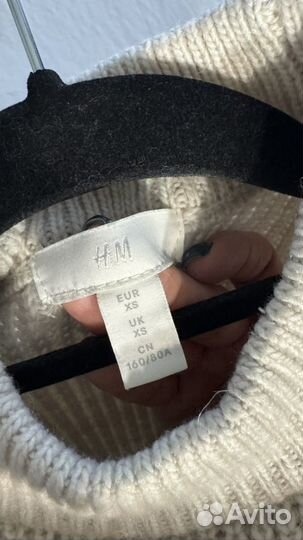 H&M
EUR
XS
UK
XS
CN
160/80A
Avito